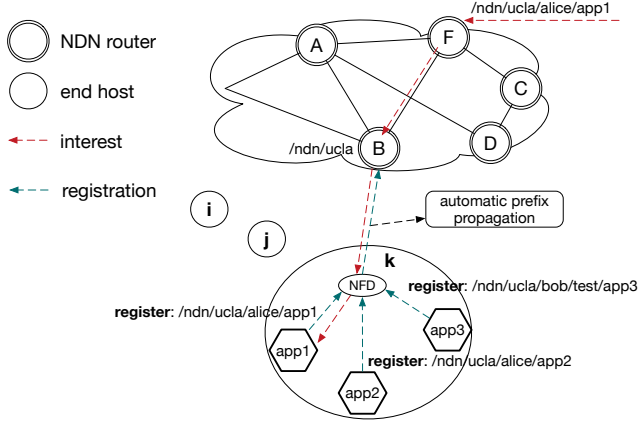 /ndn/ucla/alice/app1
NDN router
A
F
end host
C
interest
/ndn/ucla
B
D
registration
automatic prefix
propagation
i
j
k
NFD
register: /ndn/ucla/bob/test/app3
register: /ndn/ucla/alice/app1
app3
app1
register: /ndn/ucla/alice/app2
app2